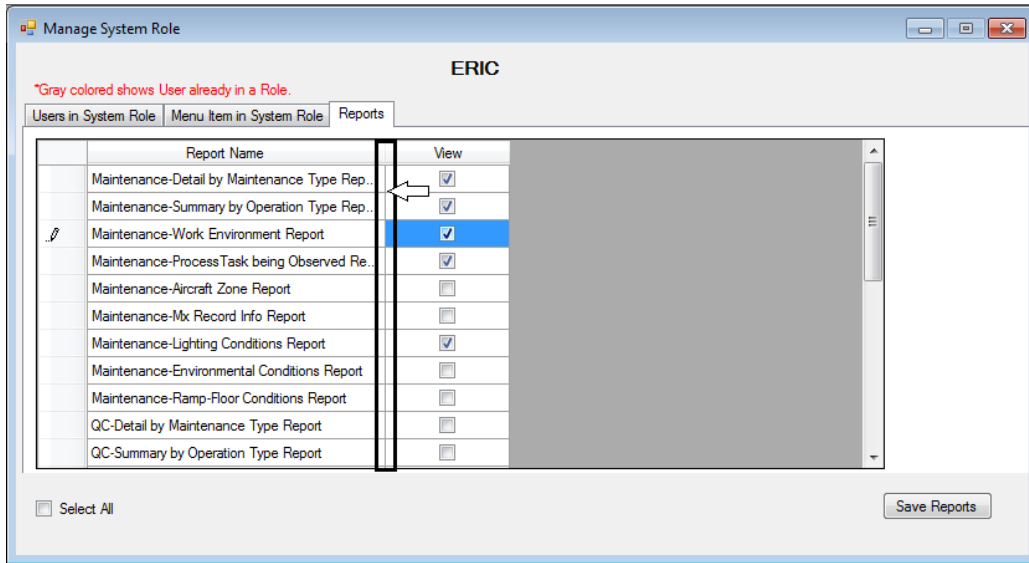 Manage System Role
ERIC
*Gray colored shows User already in a Role.
Users in System Role Menu Item in System Role Reports
Report Name View
Maintenance-Detail by Maintenance Type Rep...
Maintenance-Summary by Operation Type Rep...
Maintenance-Work Environment Report
Maintenance-ProcessTask being Observed Re...
Maintenance-Aircraft Zone Report
Maintenance-Mx Record Info Report
Maintenance-Lighting Conditions Report
Maintenance-Environmental Conditions Report
Maintenance-Ramp-Floor Conditions Report
QC-Detail by Maintenance Type Report
QC-Summary by Operation Type Report
Select All Save Reports